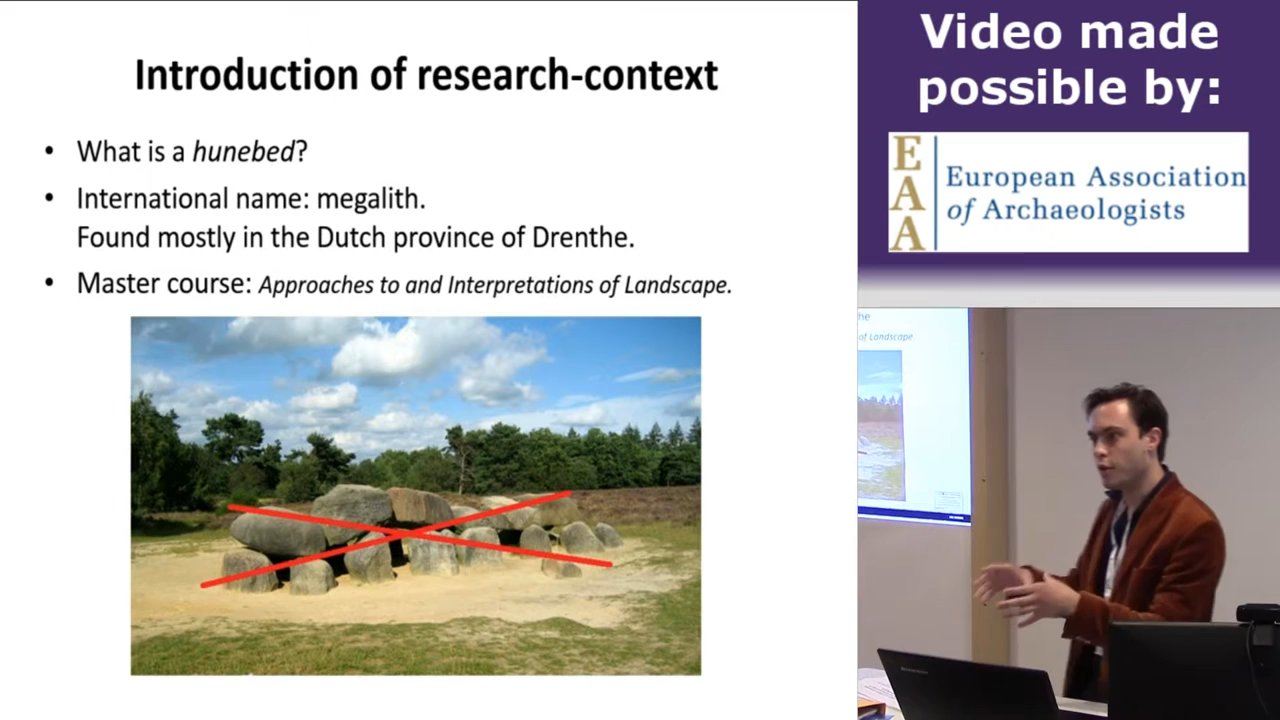 Introduction of research-context
• What is a hunebed?
• International name: megalith.
Found mostly in the Dutch province of Drenthe.
• Master course: Approaches to and Interpretations of Landscape.
Video made
possible by:
EAA
European Association
of Archaeologists
he
of Landscape.